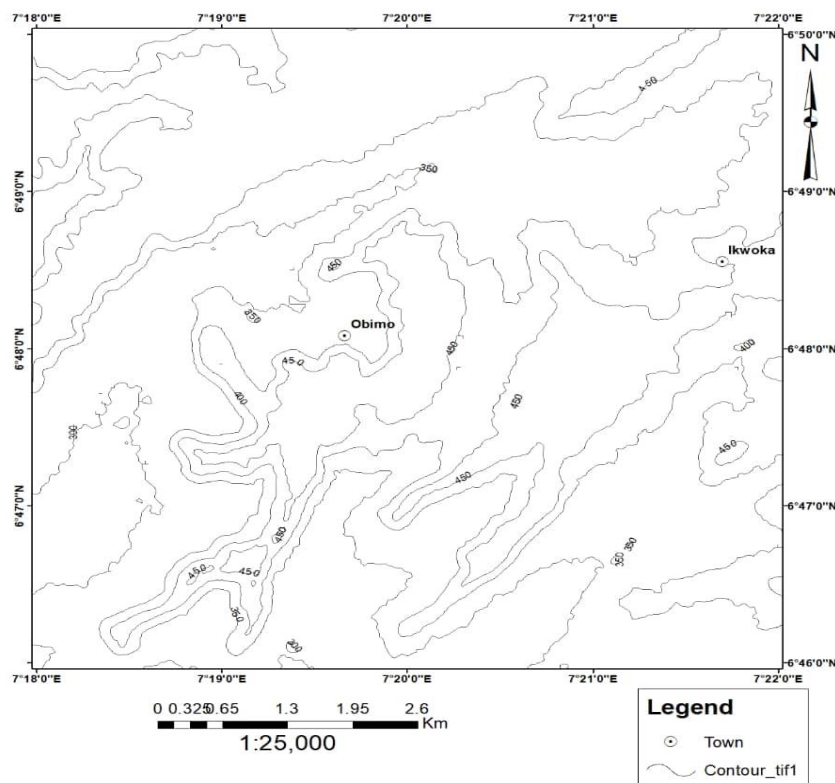 7°18'0"E 7°19'0"E 7°20'0"E 7°21'0"E 7°22'0"E
6°50'0"N
N
450
350
6°49'0"N 6°49'0"N
Ikwoka
450
350
Obimo
6°48'0"N 450 450 400 6°48'0"N
400 450
300 450
450
6°47'0"N 6°47'0"N
450
350
450 450 350
350
300
6°46'0"N
7°18'0"E 7°19'0"E 7°20'0"E 7°21'0"E 7°22'0"E
0 0.325 0.65 1.3 1.95 2.6
Km
1:25,000
Legend
Town
Contour_tif1